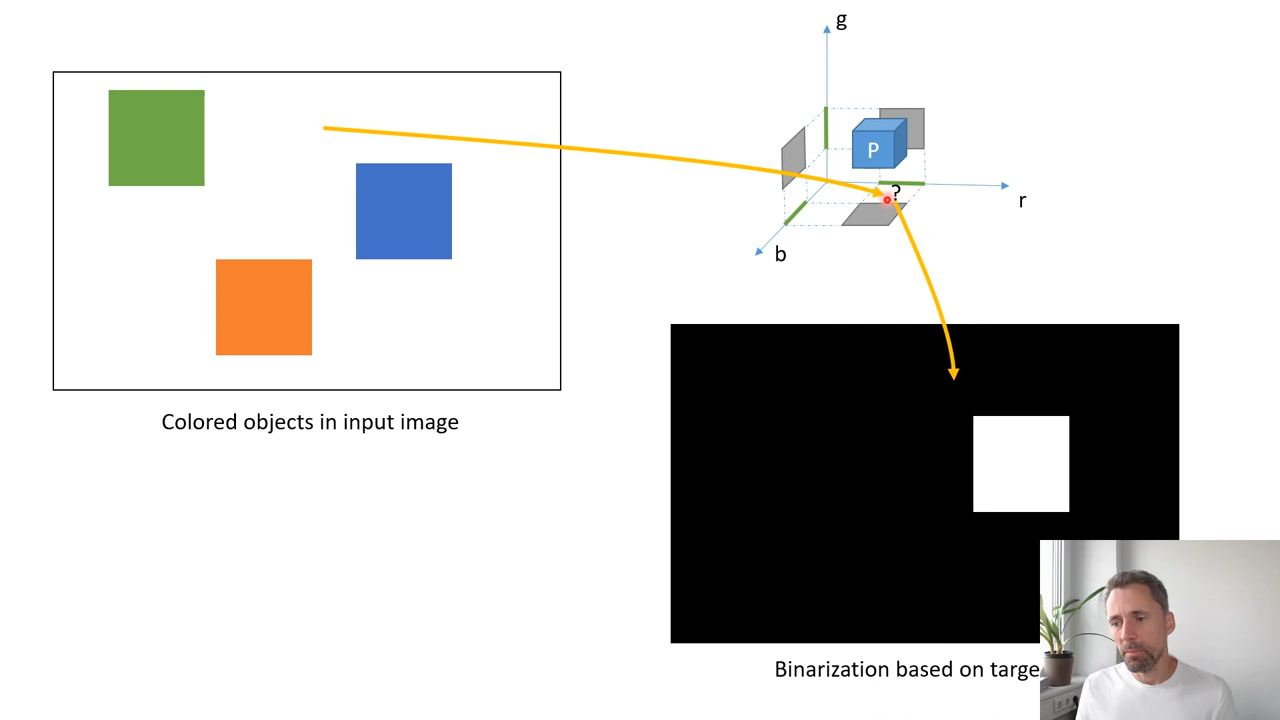 g
P
?
r
b
Colored objects in input image
Binarization based on targe